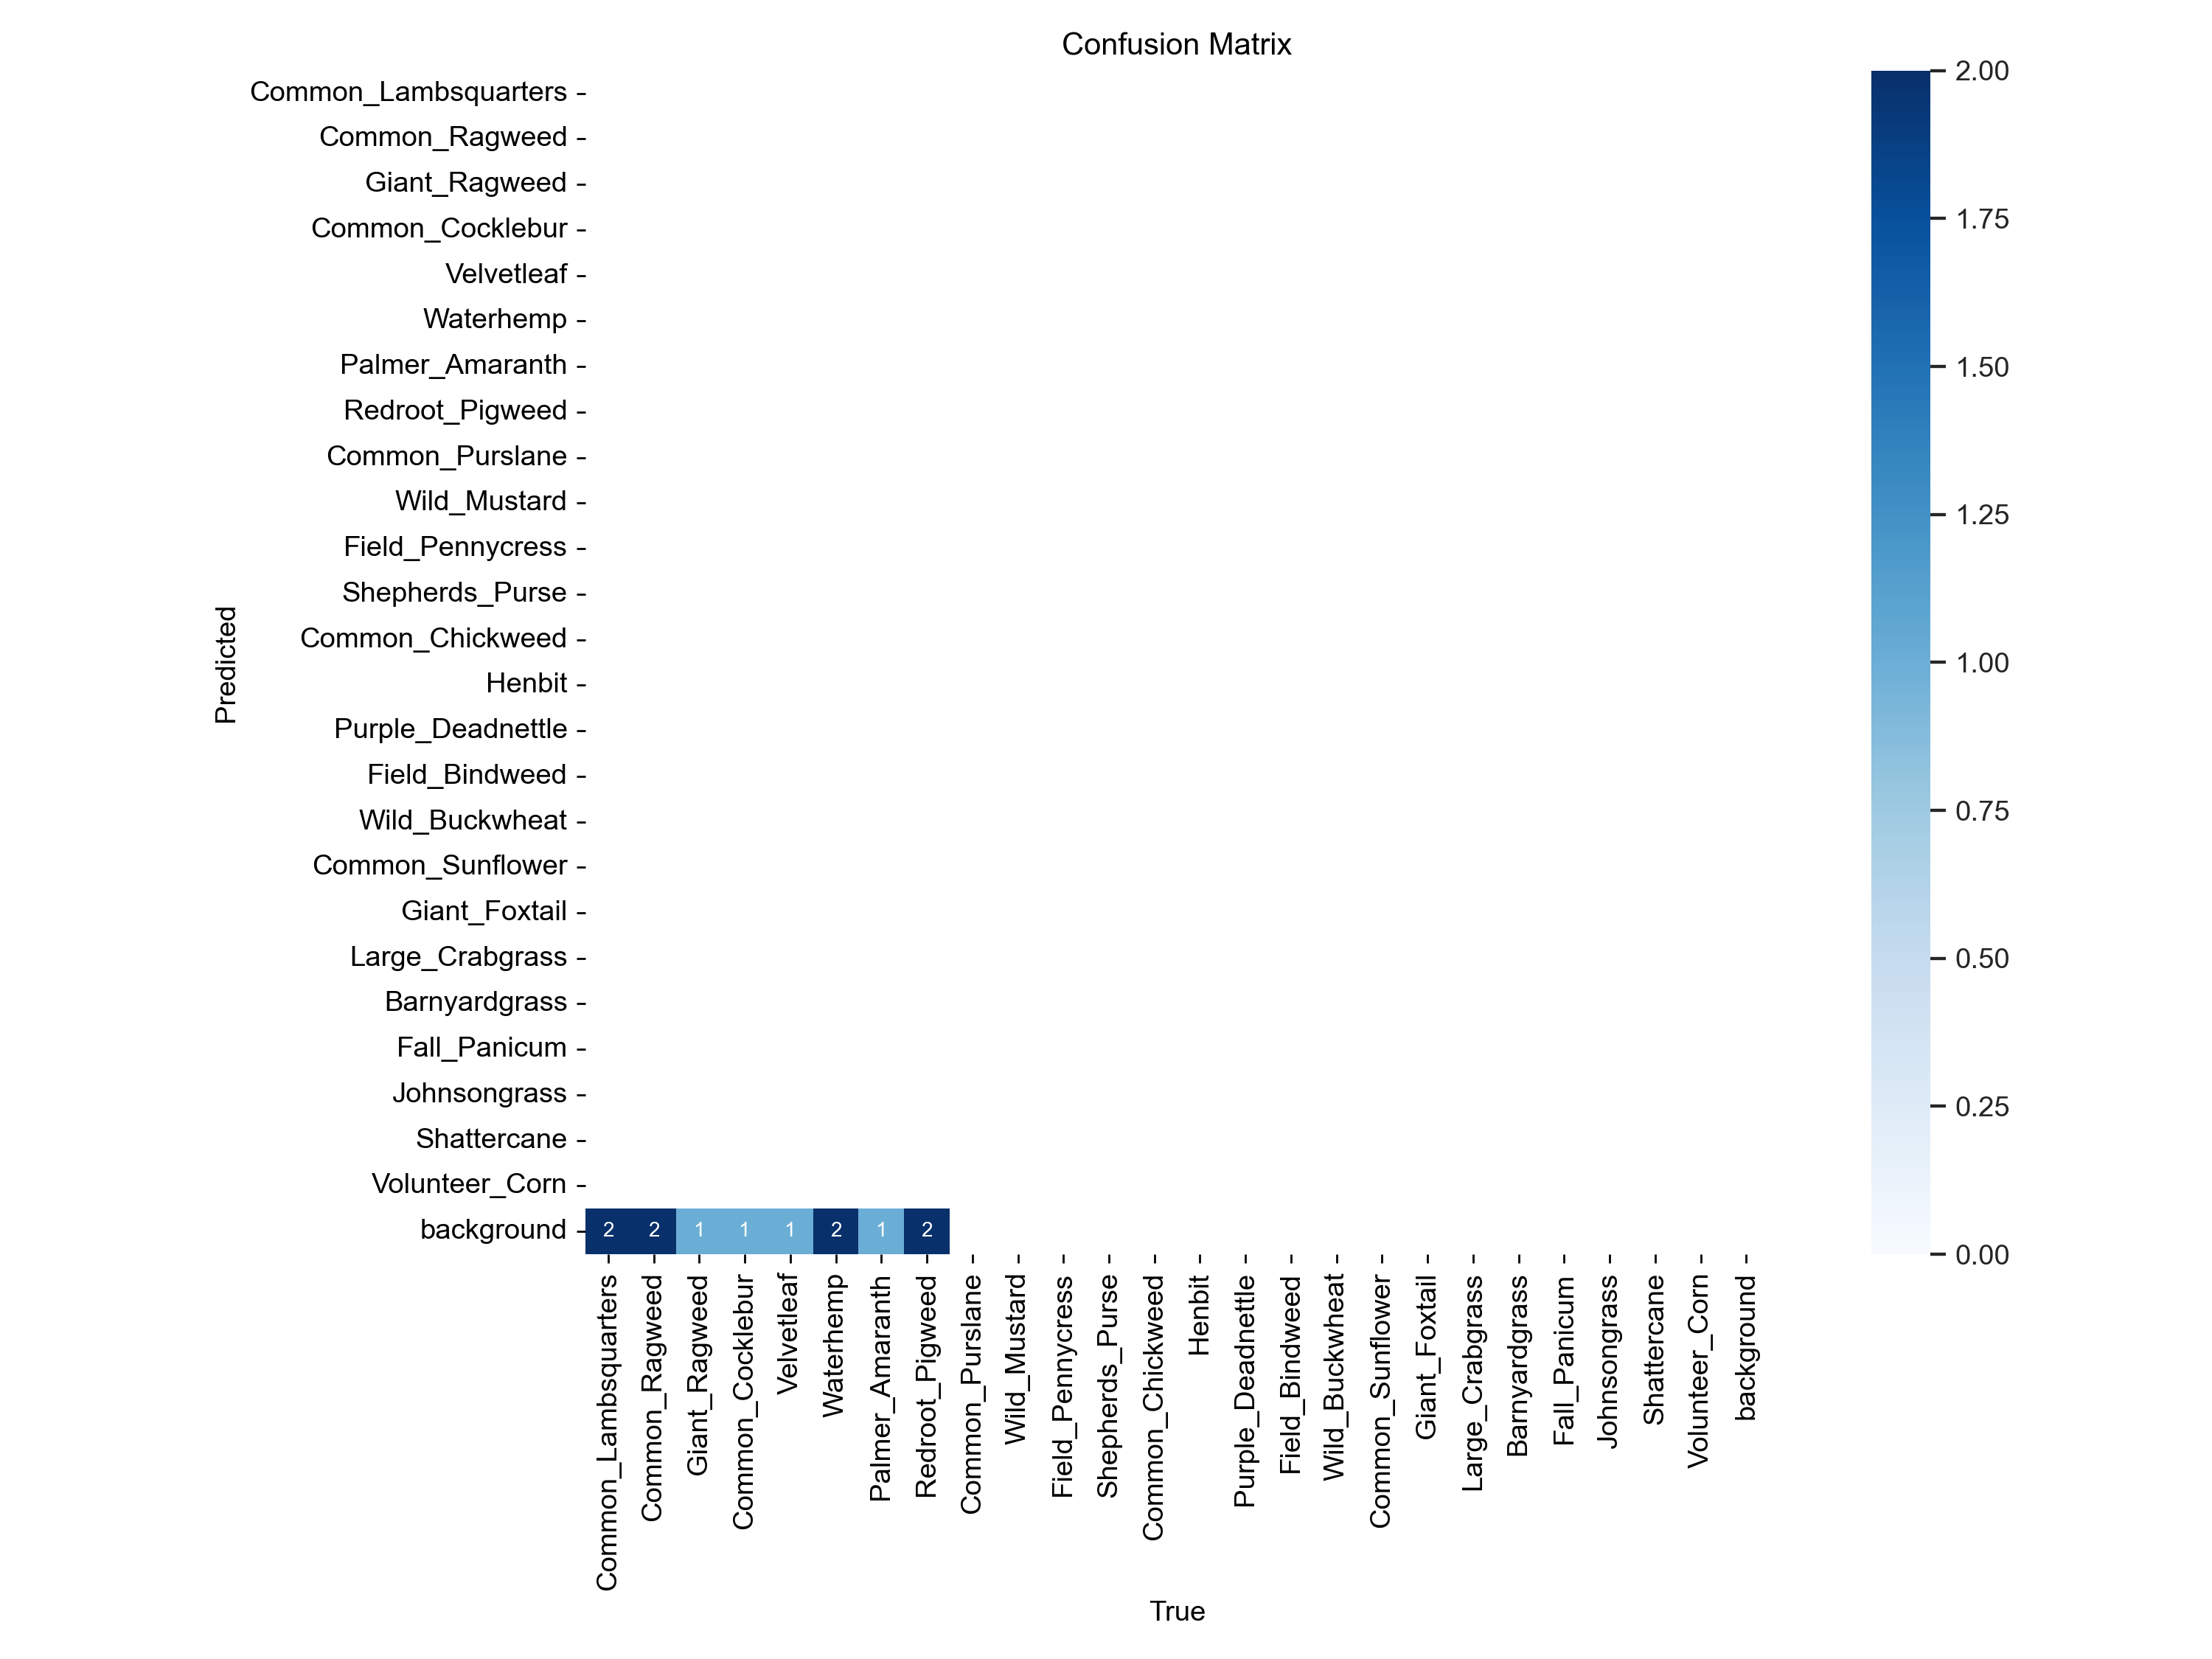 Confusion Matrix
Common_Lambsquarters
Common_Ragweed
Giant_Ragweed
Common_Cocklebur
Velvetleaf
Waterhemp
Palmer_Amaranth
Redroot_Pigweed
Common_Purslane
Wild_Mustard
Field_Pennycress
Shepherds_Purse
Common_Chickweed
Henbit
Purple_Deadnettle
Field_Bindweed
Wild_Buckwheat
Common_Sunflower
Giant_Foxtail
Large_Crabgrass
Barnyardgrass
Fall_Panicum
Johnsongrass
Shattercane
Volunteer_Corn
background
Predicted
2 2 1 1 1 2 1 2
Common_Lambsquarters
Common_Ragweed
Giant_Ragweed
Common_Cocklebur
Velvetleaf
Waterhemp
Palmer_Amaranth
Redroot_Pigweed
Common_Purslane
Wild_Mustard
Field_Pennycress
Shepherds_Purse
Common_Chickweed
Henbit
Purple_Deadnettle
Field_Bindweed
Wild_Buckwheat
Common_Sunflower
Giant_Foxtail
Large_Crabgrass
Barnyardgrass
Fall_Panicum
Johnsongrass
Shattercane
Volunteer_Corn
background
True
2.00
1.75
1.50
1.25
1.00
0.75
0.50
0.25
0.00